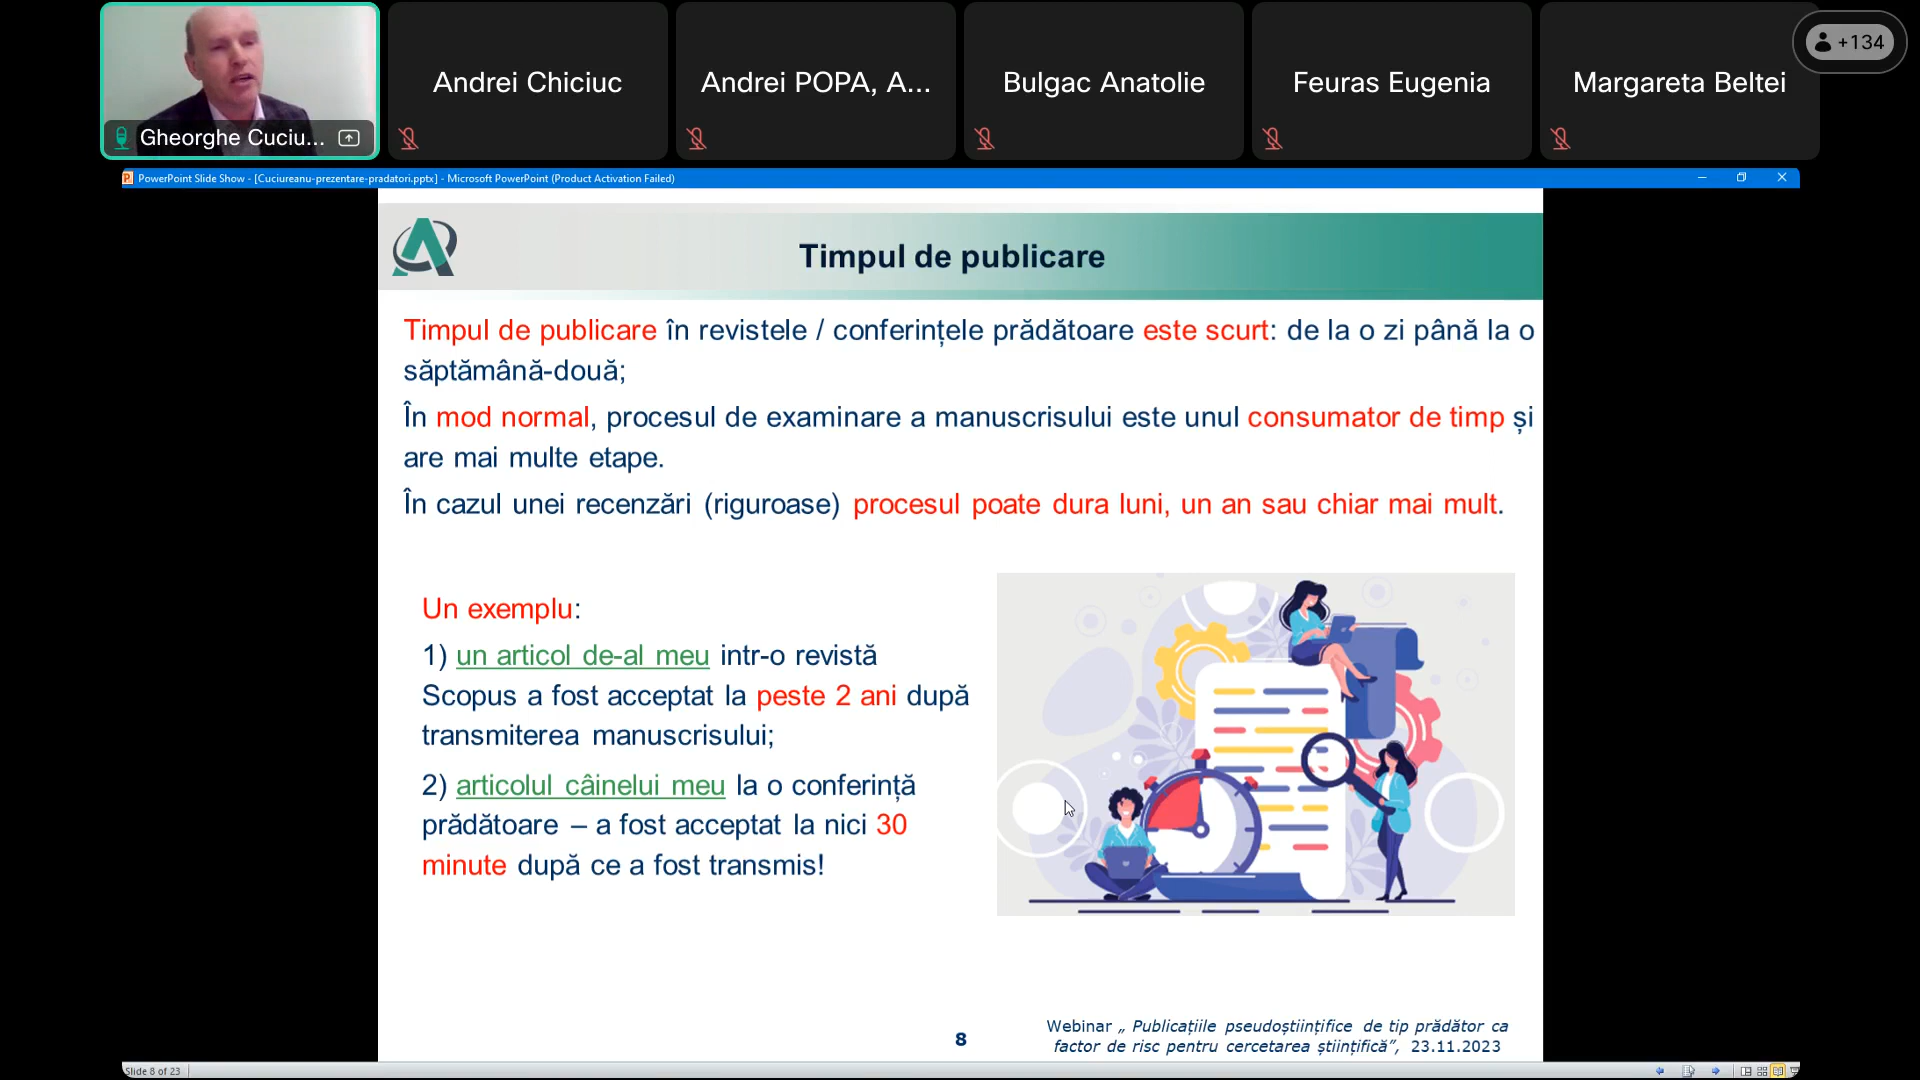 Andrei Chiciuc
Andrei POPA, A...
Bulgac Anatolie
Feuras Eugenia
Margareta Beltei
+134
Gheorghe Cuciu...
PowerPoint Slide Show - [Cuciureanu-prezentare-pradatori.pptx] - Microsoft PowerPoint (Product Activation Failed)
Timpul de publicare
Timpul de publicare în revistele / conferințele prădătoare este scurt: de la o zi până la o
săptămână-două;
În mod normal, procesul de examinare a manuscrisului este unul consumator de timp și
are mai multe etape.
În cazul unei recenzări (riguroase) procesul poate dura luni, un an sau chiar mai mult.
Un exemplu:
1) un articol de-al meu intr-o revistă
Scopus a fost acceptat la peste 2 ani după
transmiterea manuscrisului;
2) articolul câinelui meu la o conferință
prădătoare – a fost acceptat la nici 30
minute după ce a fost transmis!
8
Webinar „ Publicațiile pseudoștiințifice de tip prădător ca
factor de risc pentru cercetarea științifică”, 23.11.2023
Slide 8 of 23